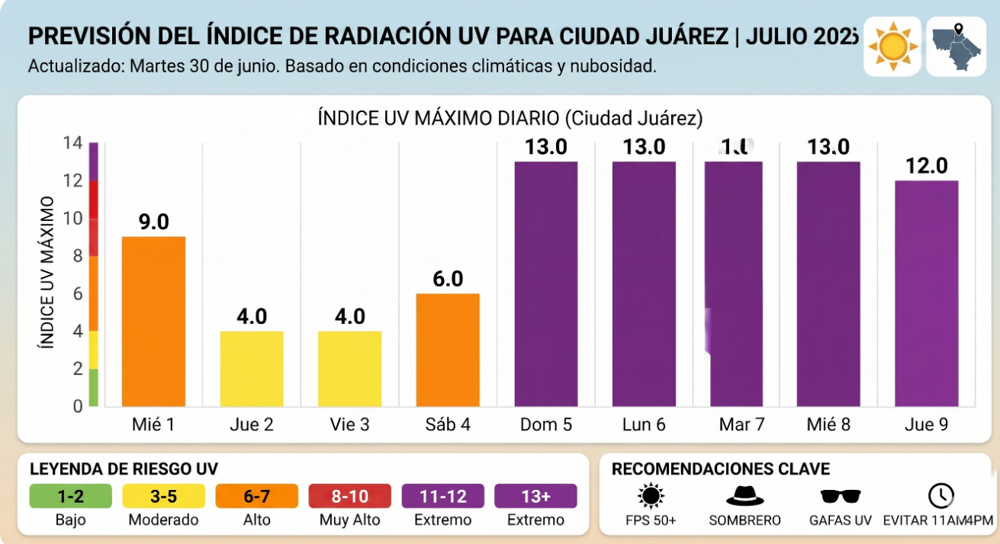 PREVISIÓN DEL ÍNDICE DE RADIACIÓN UV PARA CIUDAD JUÁREZ | JULIO
Actualizado: Martes 30 de junio. Basado en condiciones climáticas y nubosidad.
ÍNDICE UV MÁXIMO DIARIO (Ciudad Juárez)
ÍNDICE UV MÁXIMO
14
12
10
8
6
4
2
0
9.0
4.0
4.0
6.0
13.0
13.0
13.0
12.0
Mié 1
Jue 2
Vie 3
Sáb 4
Dom 5
Lun 6
Mar 7
Mié 8
Jue 9
LEYENDA DE RIESGO UV
1-2
3-5
6-7
8-10
11-12
13+
Bajo
Moderado
Alto
Muy Alto
Extremo
Extremo
RECOMENDACIONES CLAVE
FPS 50+
SOMBRERO
GAFAS UV
EVITAR 11AM4PM